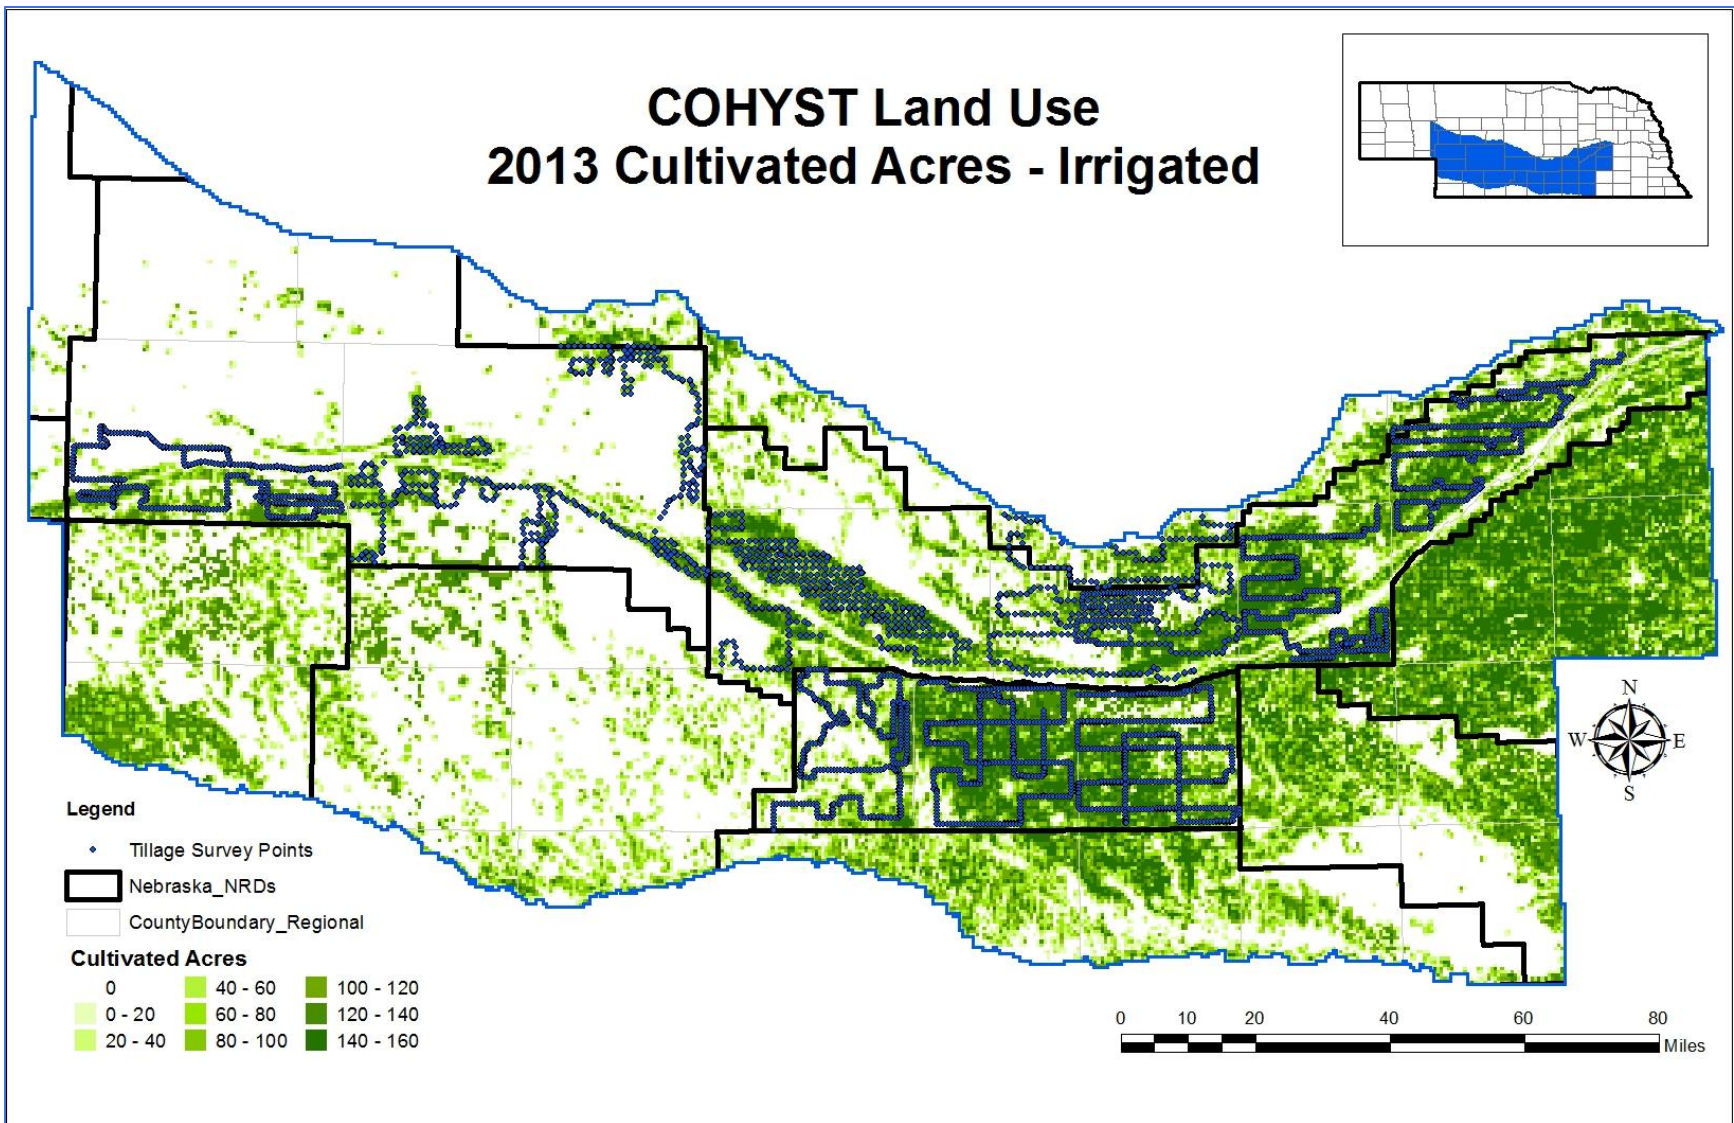 COHYST Land Use
2013 Cultivated Acres - Irrigated
N
W
E
S
Legend
Tillage Survey Points
Nebraska_NRDs
CountyBoundary_Regional
Cultivated Acres
0
0 - 20
20 - 40
40 - 60
60 - 80
80 - 100
100 - 120
120 - 140
140 - 160
0 10 20 40 60 80
Miles